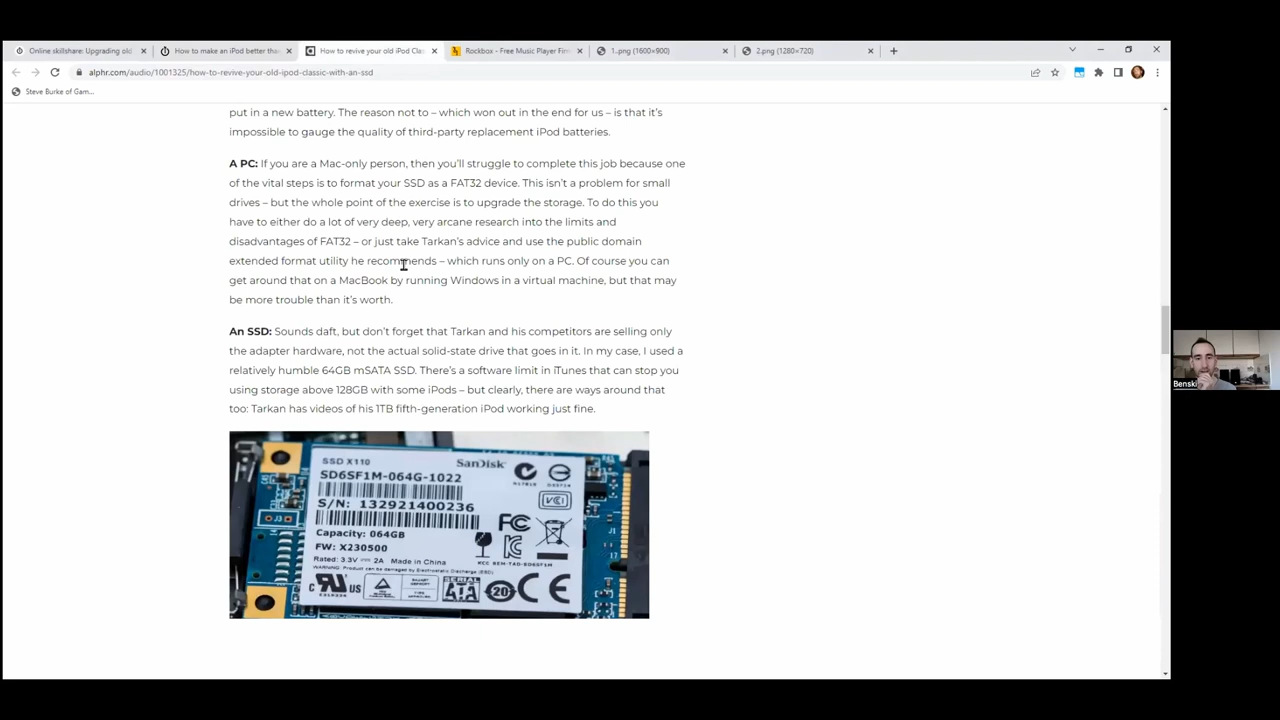 Online skillshare: Upgrading old
How to make an iPod better tha
How to revive your old iPod Clas
Rockbox - Free Music Player Fir
1.png (1600×900)
2.png (1280×720)
alphr.com/audio/1001325/how-to-revive-your-old-ipod-classic-with-an-ssd
Steve Burke of Gam...
put in a new battery. The reason not to – which won out in the end for us – is that it's
impossible to gauge the quality of third-party replacement iPod batteries.
A PC: If you are a Mac-only person, then you'll struggle to complete this job because one
of the vital steps is to format your SSD as a FAT32 device. This isn't a problem for small
drives – but the whole point of the exercise is to upgrade the storage. To do this you
have to either do a lot of very deep, very arcane research into the limits and
disadvantages of FAT32 – or just take Tarkan's advice and use the public domain
extended format utility he recommends – which runs only on a PC. Of course you can
get around that on a MacBook by running Windows in a virtual machine, but that may
be more trouble than it's worth.
An SSD: Sounds daft, but don't forget that Tarkan and his competitors are selling only
the adapter hardware, not the actual solid-state drive that goes in it. In my case, I used a
relatively humble 64GB mSATA SSD. There's a software limit in iTunes that can stop you
using storage above 128GB with some iPods – but clearly, there are ways around that
too: Tarkan has videos of his 1TB fifth-generation iPod working just fine.
SSD X110
SanDisk
SD6SF1M-064G-1022
S/N: 132921400236
Capacity: 064GB
FW: X230500
Rated: 3.3V 2A Made in China
FC
SERIAL
SATA
20
CE
C US
J3
Benski